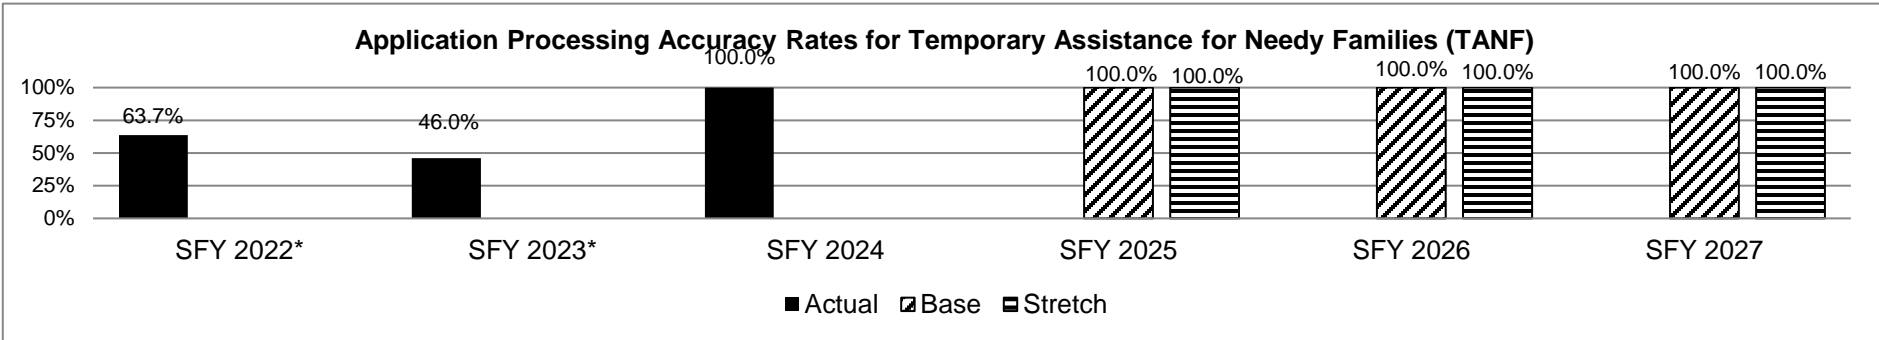 Application Processing Accuracy Rates for Temporary Assistance for Needy Families (TANF)
100.0%
100.0% 100.0% 100.0% 100.0% 100.0% 100.0%
100%
63.7% 46.0%
75%
50%
25%
0%
SFY 2022* SFY 2023* SFY 2024 SFY 2025 SFY 2026 SFY 2027
Actual Base Stretch